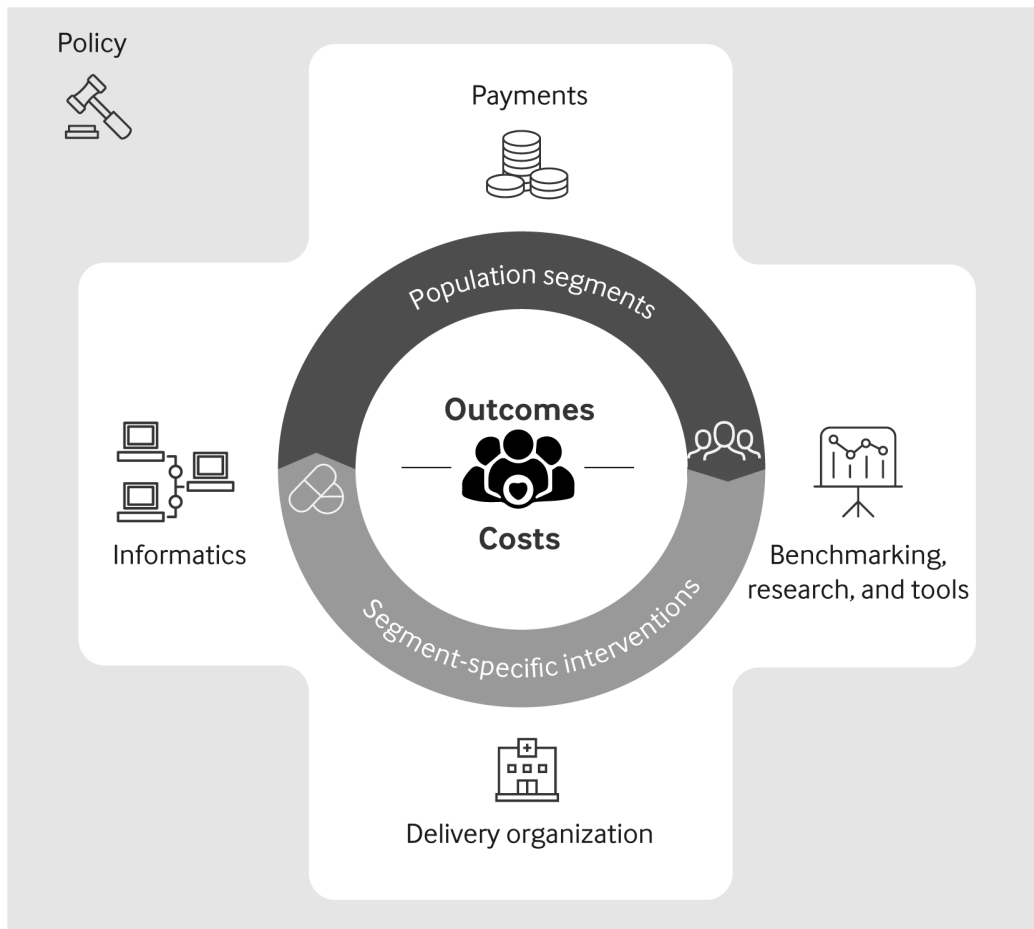 Policy
Payments
Population segments
Outcomes
Costs
Informatics
Benchmarking,
research, and tools
Segment-specific interventions
Delivery organization